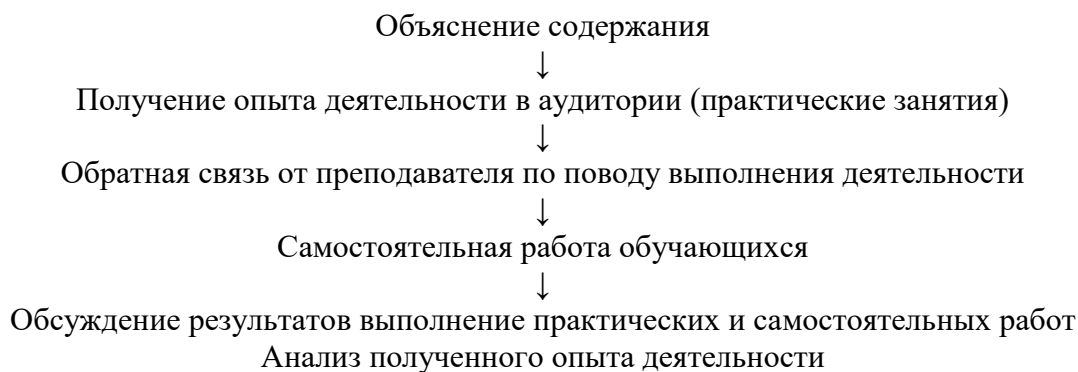 Объяснение содержания
↓
Получение опыта деятельности в аудитории (практические занятия)
↓
Обратная связь от преподавателя по поводу выполнения деятельности
↓
Самостоятельная работа обучающихся
↓
Обсуждение результатов выполнение практических и самостоятельных работ
Анализ полученного опыта деятельности